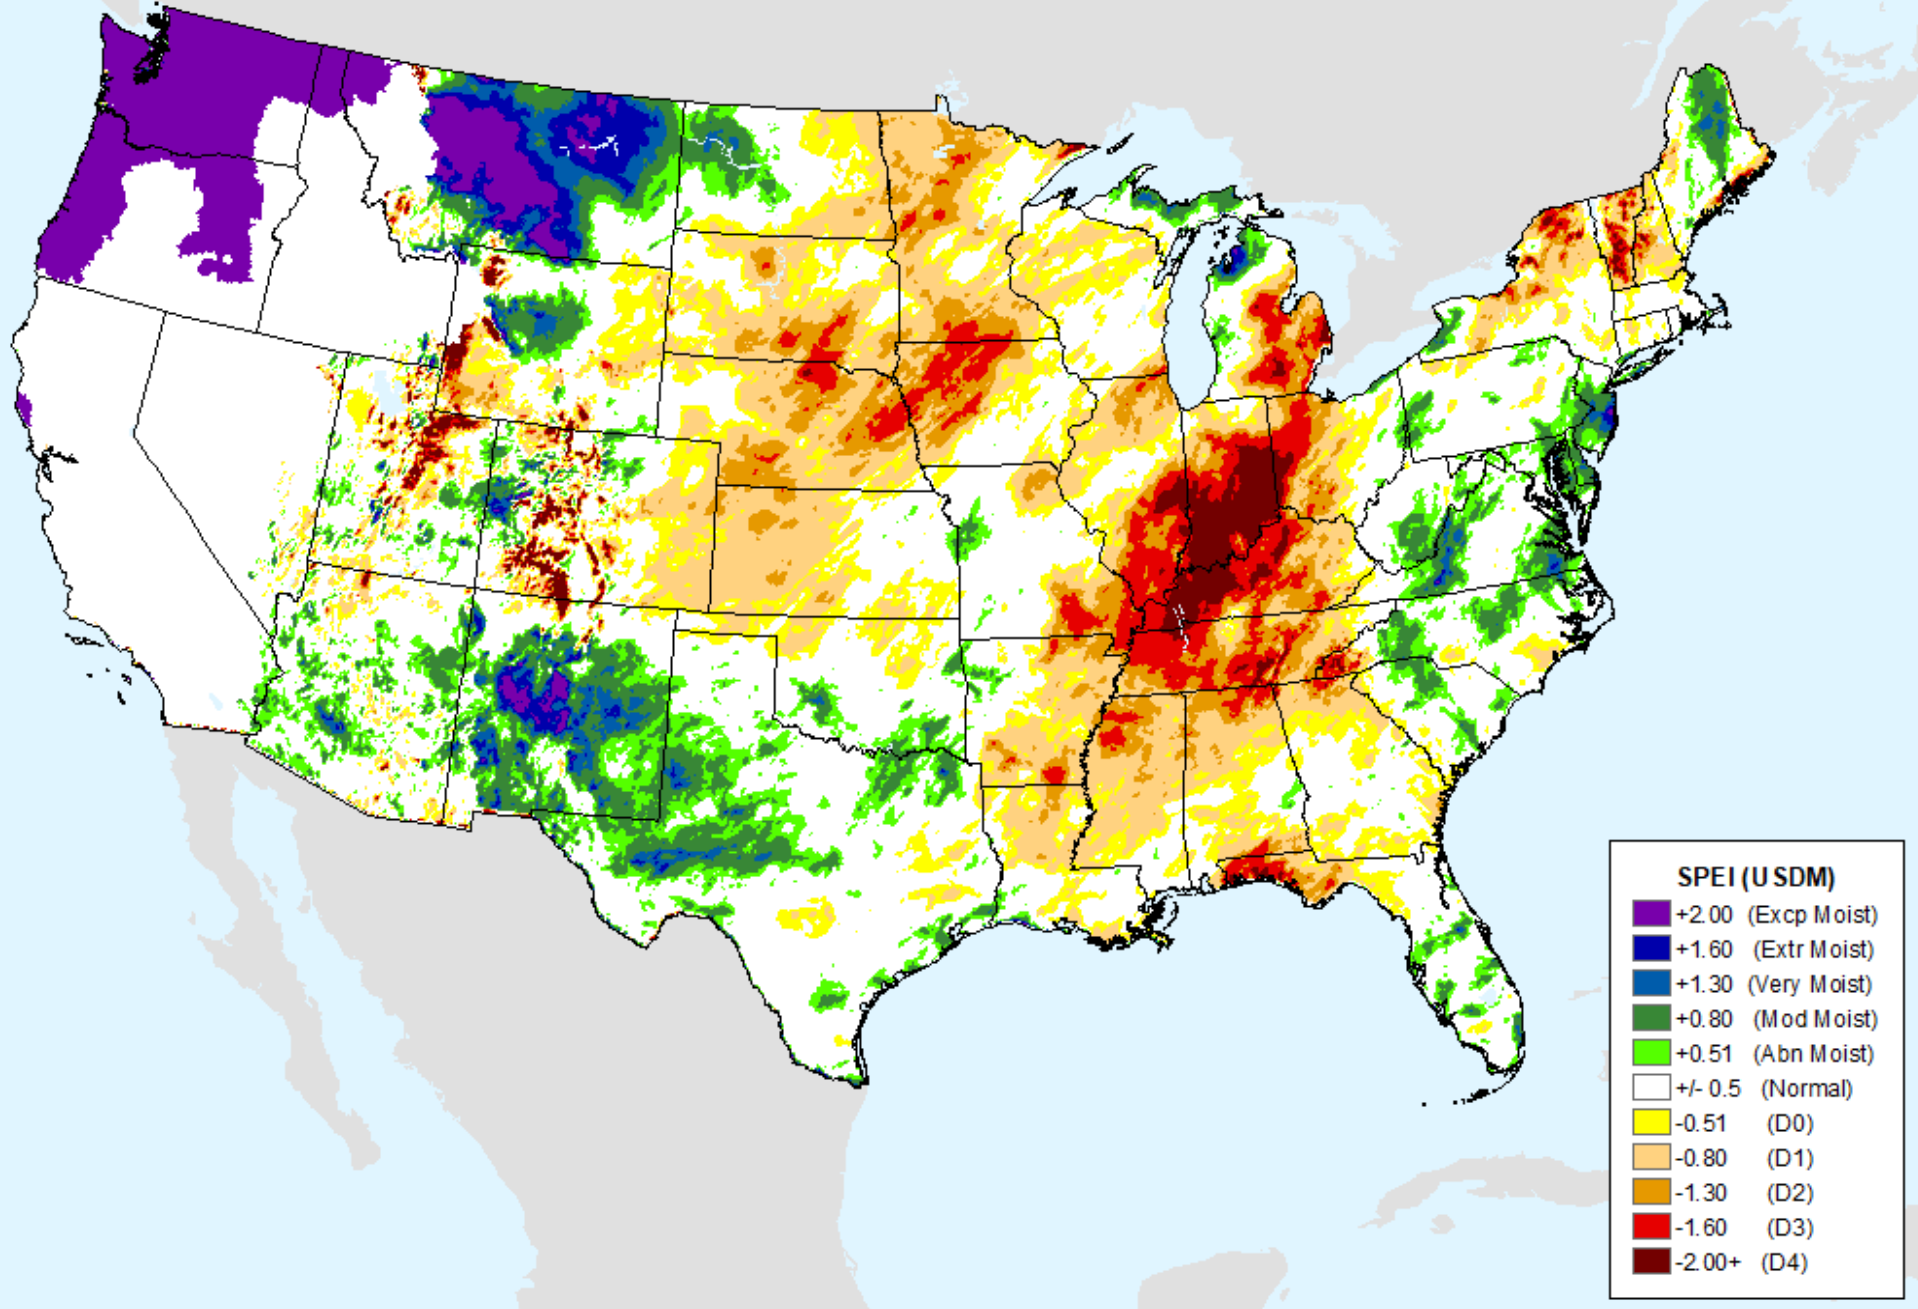 SPEI (USDM)
+2.00 (Excp Moist)
+1.60 (Extr Moist)
+1.30 (Very Moist)
+0.80 (Mod Moist)
+0.51 (Abn Moist)
+/- 0.5 (Normal)
-0.51 (D0)
-0.80 (D1)
-1.30 (D2)
-1.60 (D3)
-2.00+ (D4)